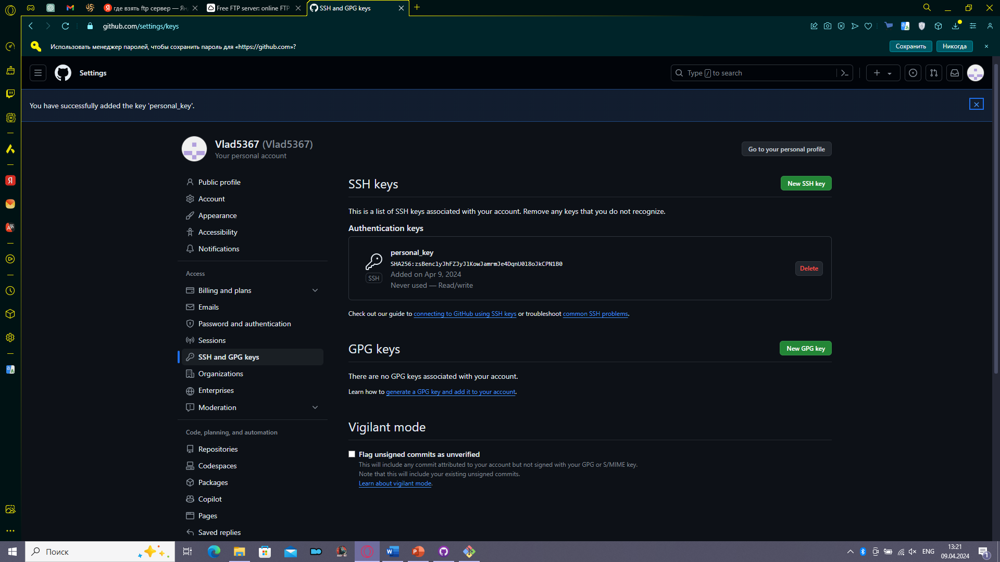 где взять ftp сервер — Ян
Free FTP server: online FTP
SSH and GPG keys
github.com/settings/keys
Использовать менеджер паролей, чтобы сохранить пароль для «https://github.com»?
Сохранить
Никогда
Settings
Type / to search
You have successfully added the key 'personal_key'.
Vlad5367 (Vlad5367)
Your personal account
Go to your personal profile
Public profile
Account
Appearance
Accessibility
Notifications
Access
Billing and plans
Emails
Password and authentication
Sessions
SSH and GPG keys
Organizations
Enterprises
Moderation
Code, planning, and automation
Repositories
Codespaces
Packages
Copilot
Pages
Saved replies
SSH keys
New SSH key
This is a list of SSH keys associated with your account. Remove any keys that you do not recognize.
Authentication keys
personal_key
SHA256:zsBenclyJhFZJyJlKowJamrmJe4DqnU0l8oJkCPN1B0
Added on Apr 9, 2024
Never used — Read/write
SSH
Delete
Check out our guide to connecting to GitHub using SSH keys or troubleshoot common SSH problems.
GPG keys
New GPG key
There are no GPG keys associated with your account.
Learn how to generate a GPG key and add it to your account.
Vigilant mode
Flag unsigned commits as unverified
This will include any commit attributed to your account but not signed with your GPG or S/MIME key.
Note that this will include your existing unsigned commits.
Learn about vigilant mode.
Поиск
ENG
13:21
09.04.2024
1